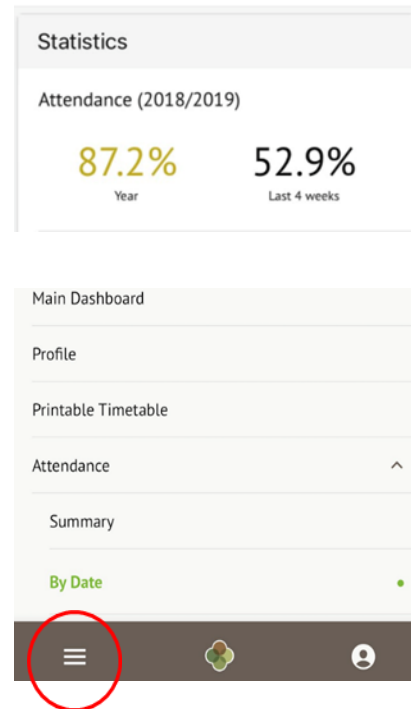 Statistics
Attendance (2018/2019)
87.2% 52.9%
Year Last 4 weeks
Main Dashboard
Profile
Printable Timetable
Attendance
Summary
By Date